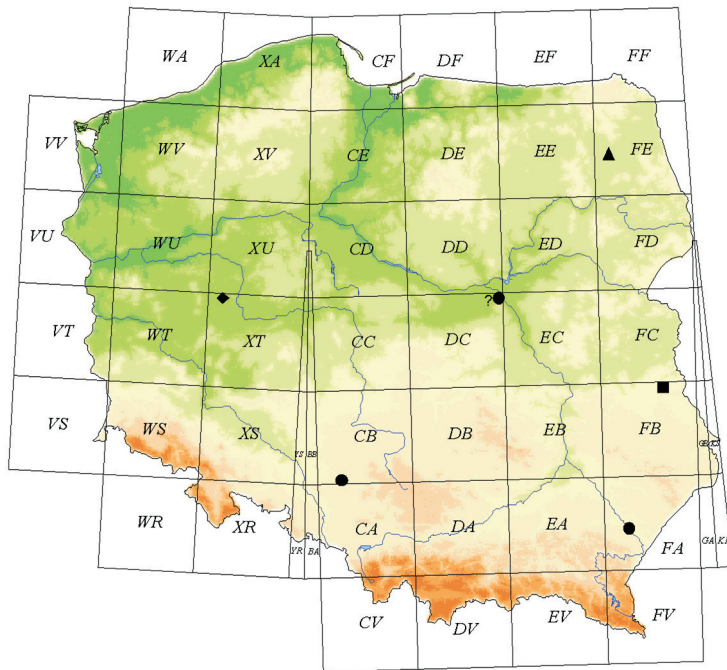 WA XA CF DF EF FF
VV WV XV CE DE EE FE
VU WU XU CD DD ED FD
?
VT WT XT CC DC EC FC
VS WS XS YS BB CB DB EB FB
WR XR YR BA CA DA EA FA GA
CV DV EV FV